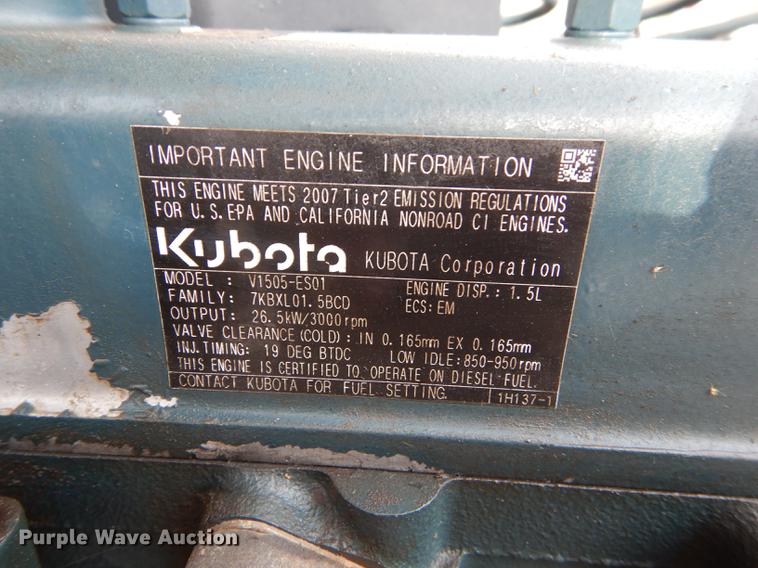 IMPORTANT ENGINE INFORMATION
THIS ENGINE MEETS 2007 Tier2 EMISSION REGULATIONS
FOR U.S.EPA AND CALIFORNIA NONROAD CI ENGINES.
Kubota KUBOTA Corporation
MODEL : V1505-ES01 ENGINE DISP.: 1.5L
FAMILY: 7KBXL01.5BCD ECS: EM
OUTPUT: 26.5kW/3000rpm
VALVE CLEARANCE (COLD) : IN 0.165mm EX 0.165mm
INJ.TIMING: 19 DEG BTDC LOW IDLE:850-950rpm
THIS ENGINE IS CERTIFIED TO OPERATE ON DIESEL FUEL.
CONTACT KUBOTA FOR FUEL SETTING. 1H137-1
Purple Wave Auction®